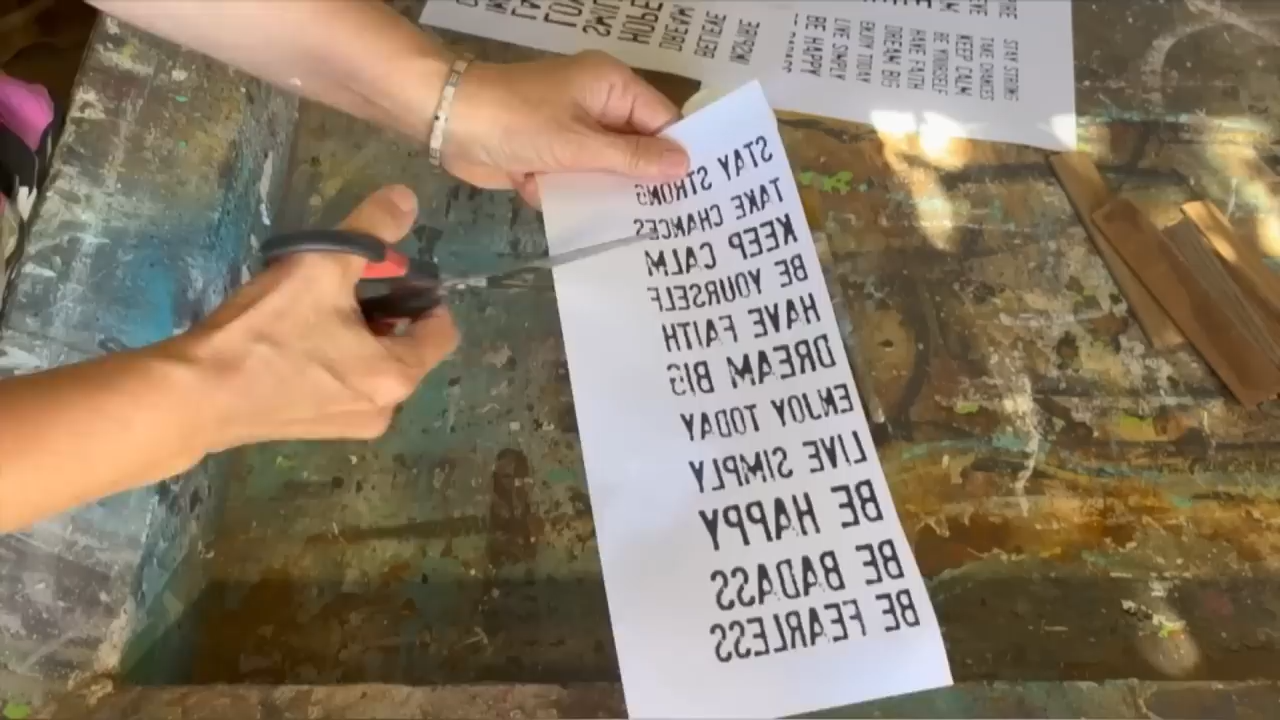 STAY STRONG
TAKE CHANCES
KEEP CALM
BE YOURSELF
HAVE FAITH
DREAM BIG
ENJOY TODAY
LIVE SIMPLY
BE HAPPY
BE BADASS
BE FEARLESS
STAY STRONG
TAKE CHANCES
KEEP CALM
BE YOURSELF
HAVE FAITH
DREAM BIG
ENJOY TODAY
LIVE SIMPLY
BE HAPPY
BELIEVE
HOPE